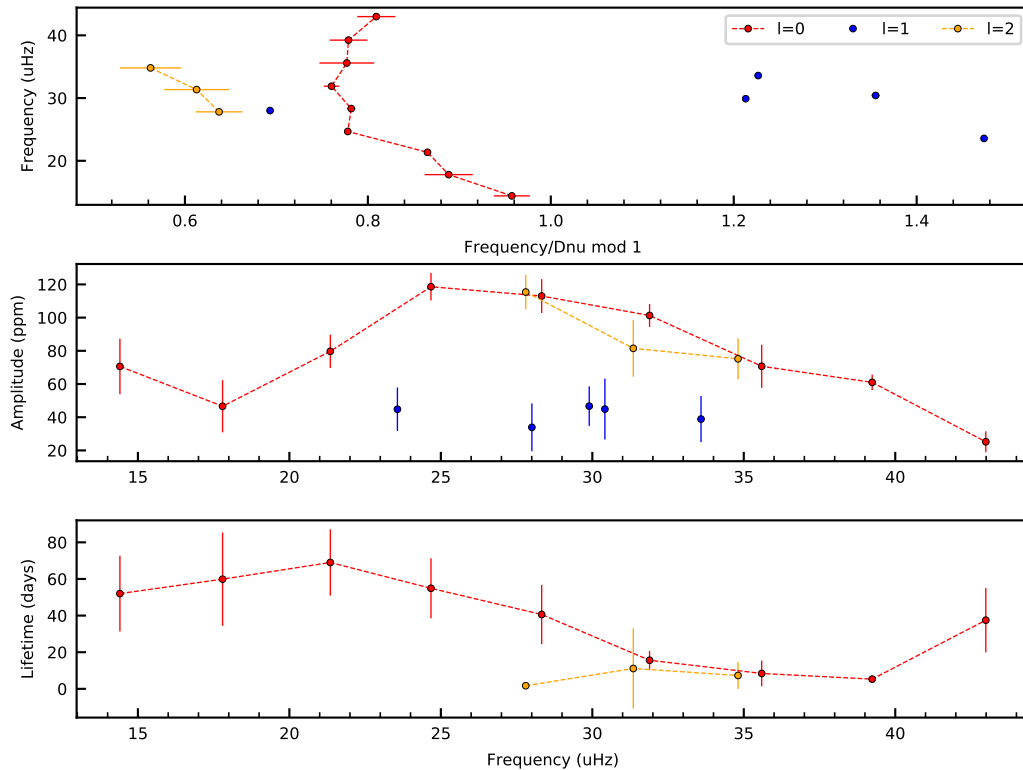 l=0 l=1 l=2
Frequency (uHz)
40
30
20
0.6 0.8 1.0 1.2 1.4
Frequency/Dnu mod 1
Amplitude (ppm)
120
100
80
60
40
20
15 20 25 30 35 40
Lifetime (days)
80
60
40
20
0
15 20 25 30 35 40
Frequency (uHz)